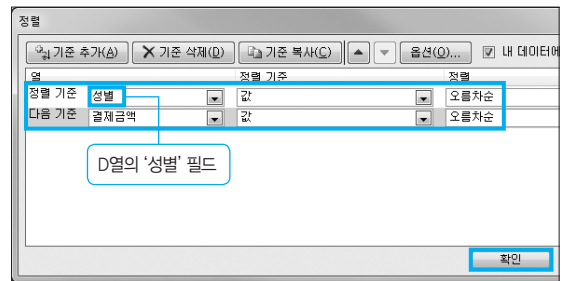 정렬
기준 추가(A) 기준 삭제(D) 기준 복사(C) 옵션(O)... 내 데이터에
열 정렬 기준 정렬
정렬 기준 성별 값 오름차순
다음 기준 결제금액 값 오름차순
D열의 ‘성별’ 필드
확인